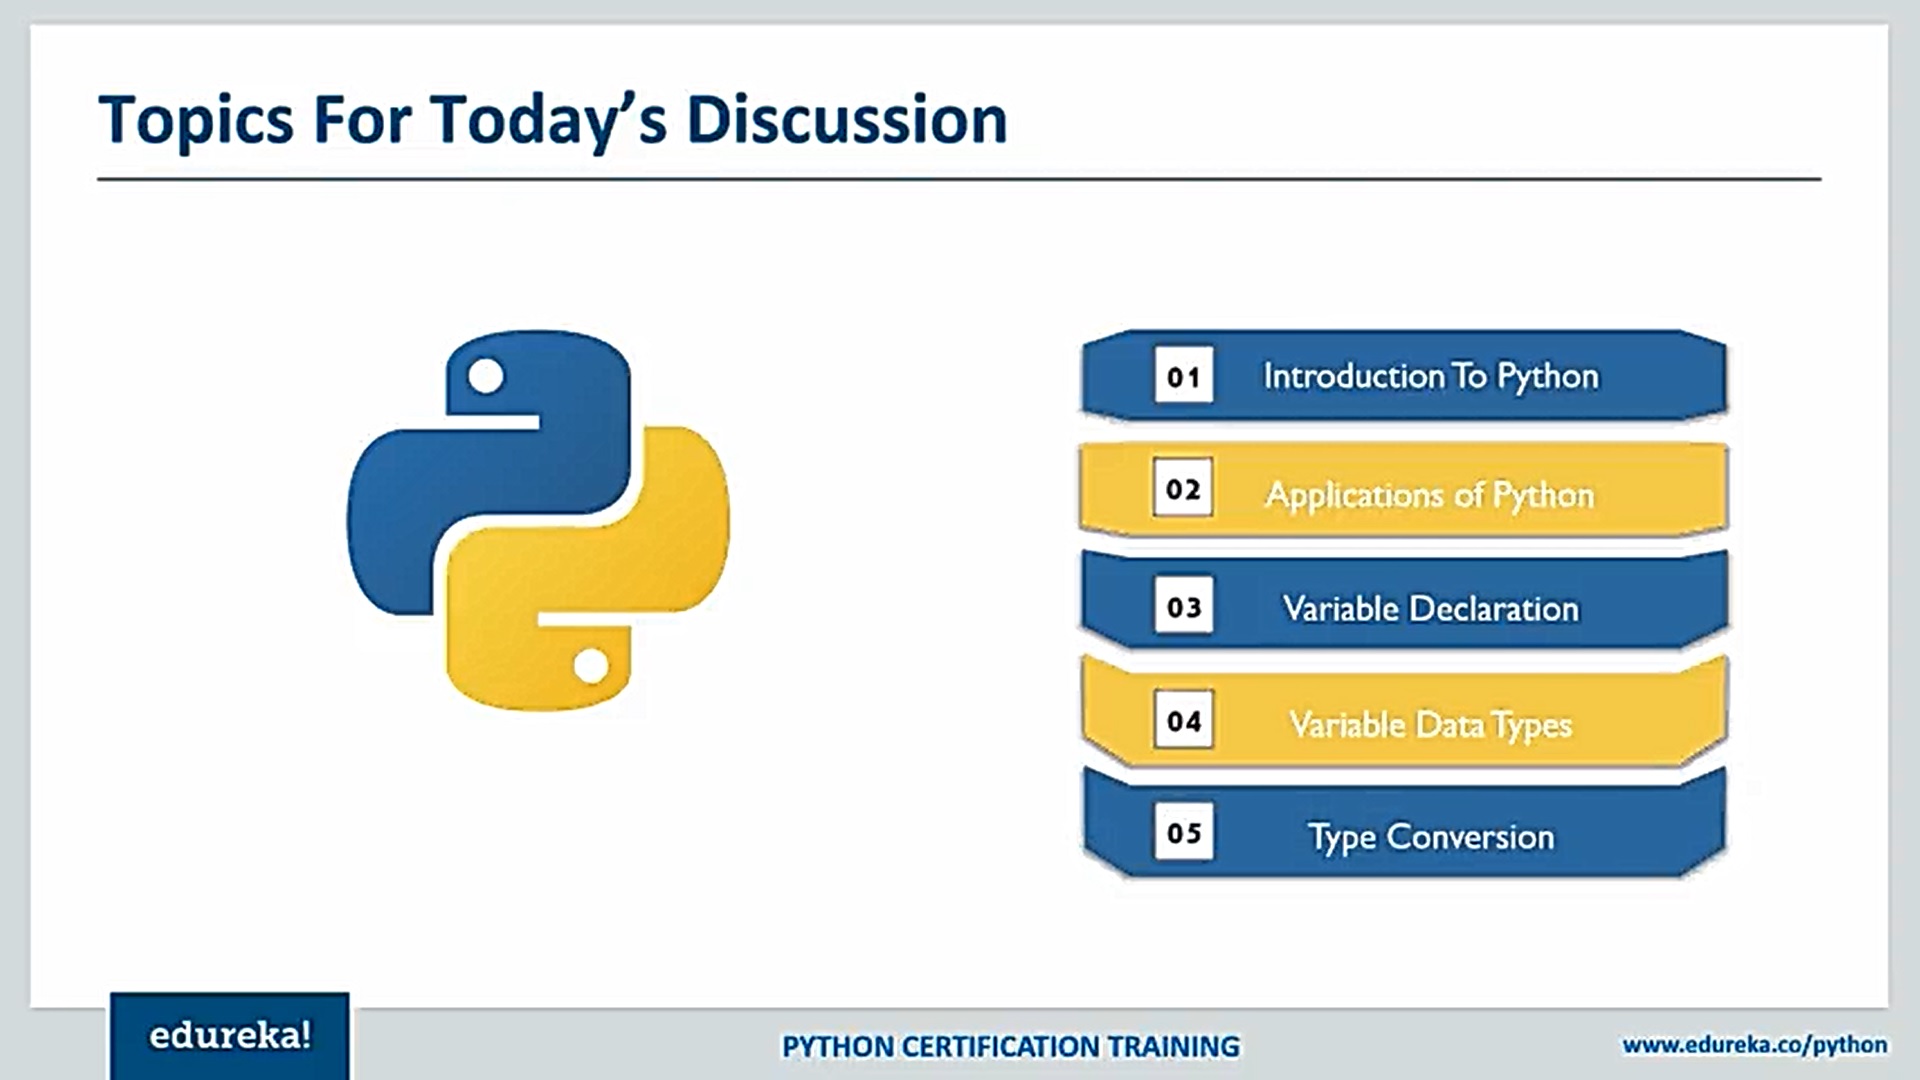 Topics For Today’s Discussion
01 Introduction To Python
02 Applications of Python
03 Variable Declaration
04 Variable Data Types
05 Type Conversion
edureka!
PYTHON CERTIFICATION TRAINING
www.edureka.co/python